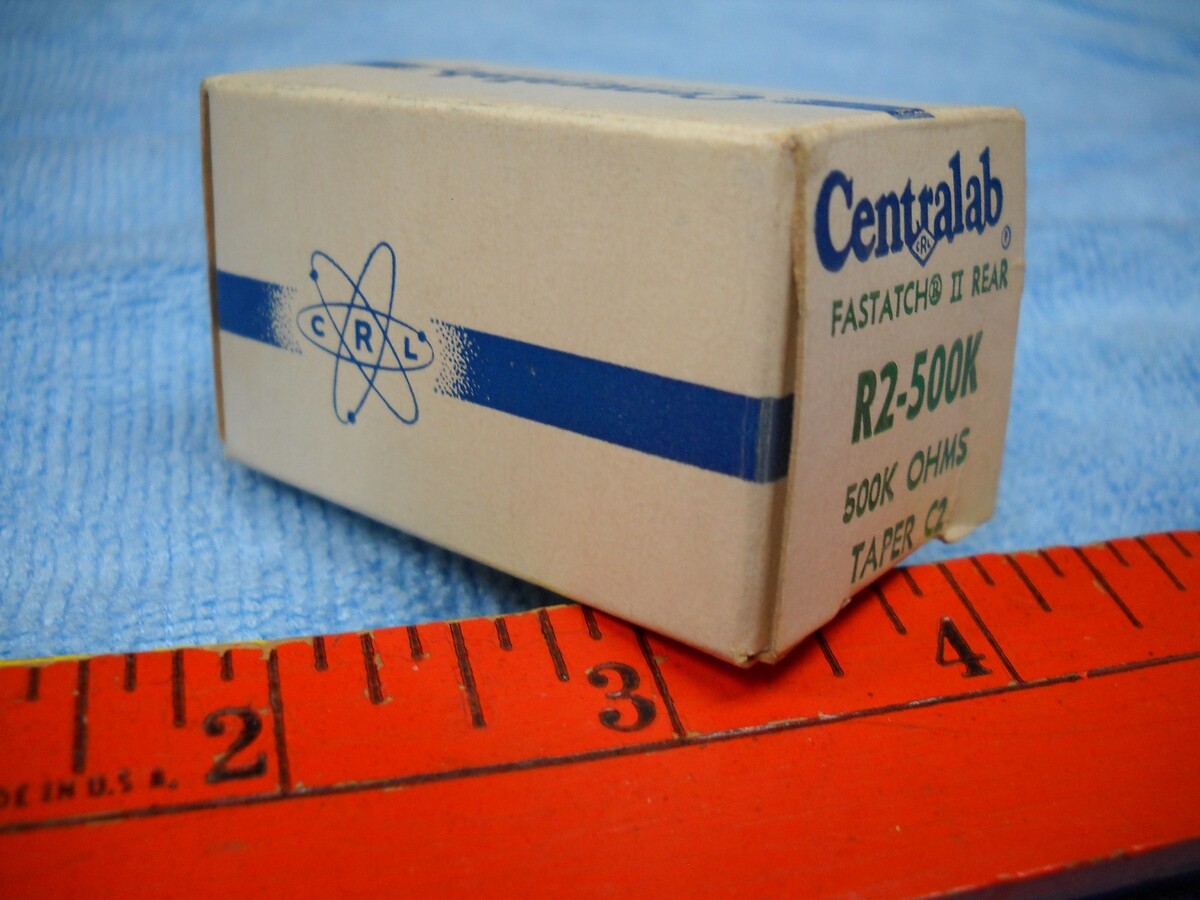 Centralab
CRL
FASTATCH® II REAR
R2-500K
500K OHMS
TAPER C2
C R L
2 3 4
IN U.S.A.